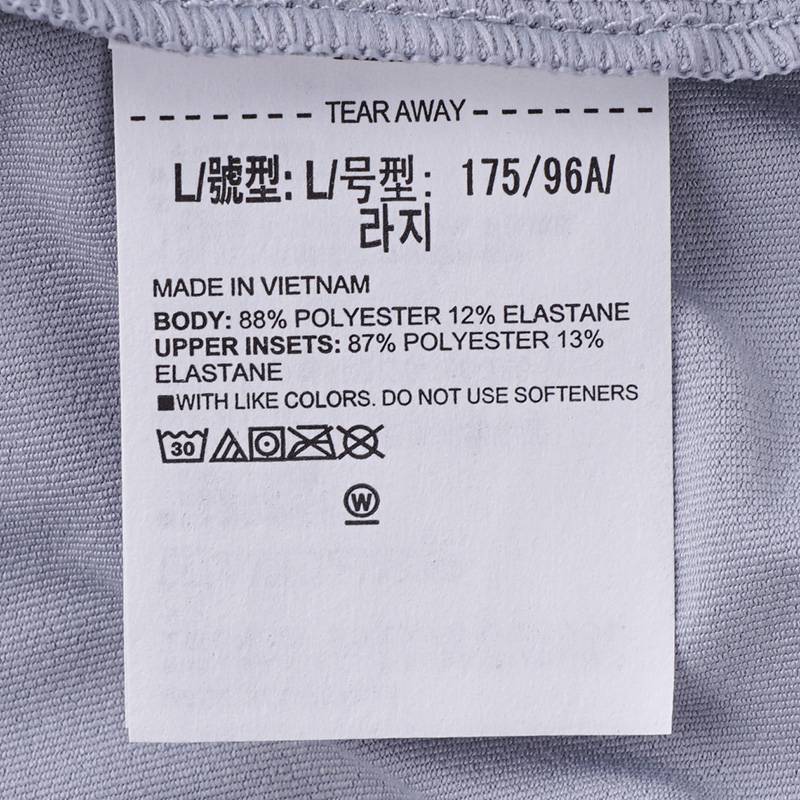 TEAR AWAY
L/號型: L/号型: 175/96A/
라지
MADE IN VIETNAM
BODY: 88% POLYESTER 12% ELASTANE
UPPER INSETS: 87% POLYESTER 13%
ELASTANE
■WITH LIKE COLORS. DO NOT USE SOFTENERS
30
W